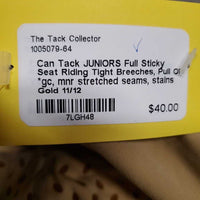 The Tack Collector
1005079-64
Can Tack JUNIORS Full Sticky
Seat Riding Tight Breeches, Pull On
*gc, mnr stretched seams, stains
Gold 11/12
$40.00
7LGH48